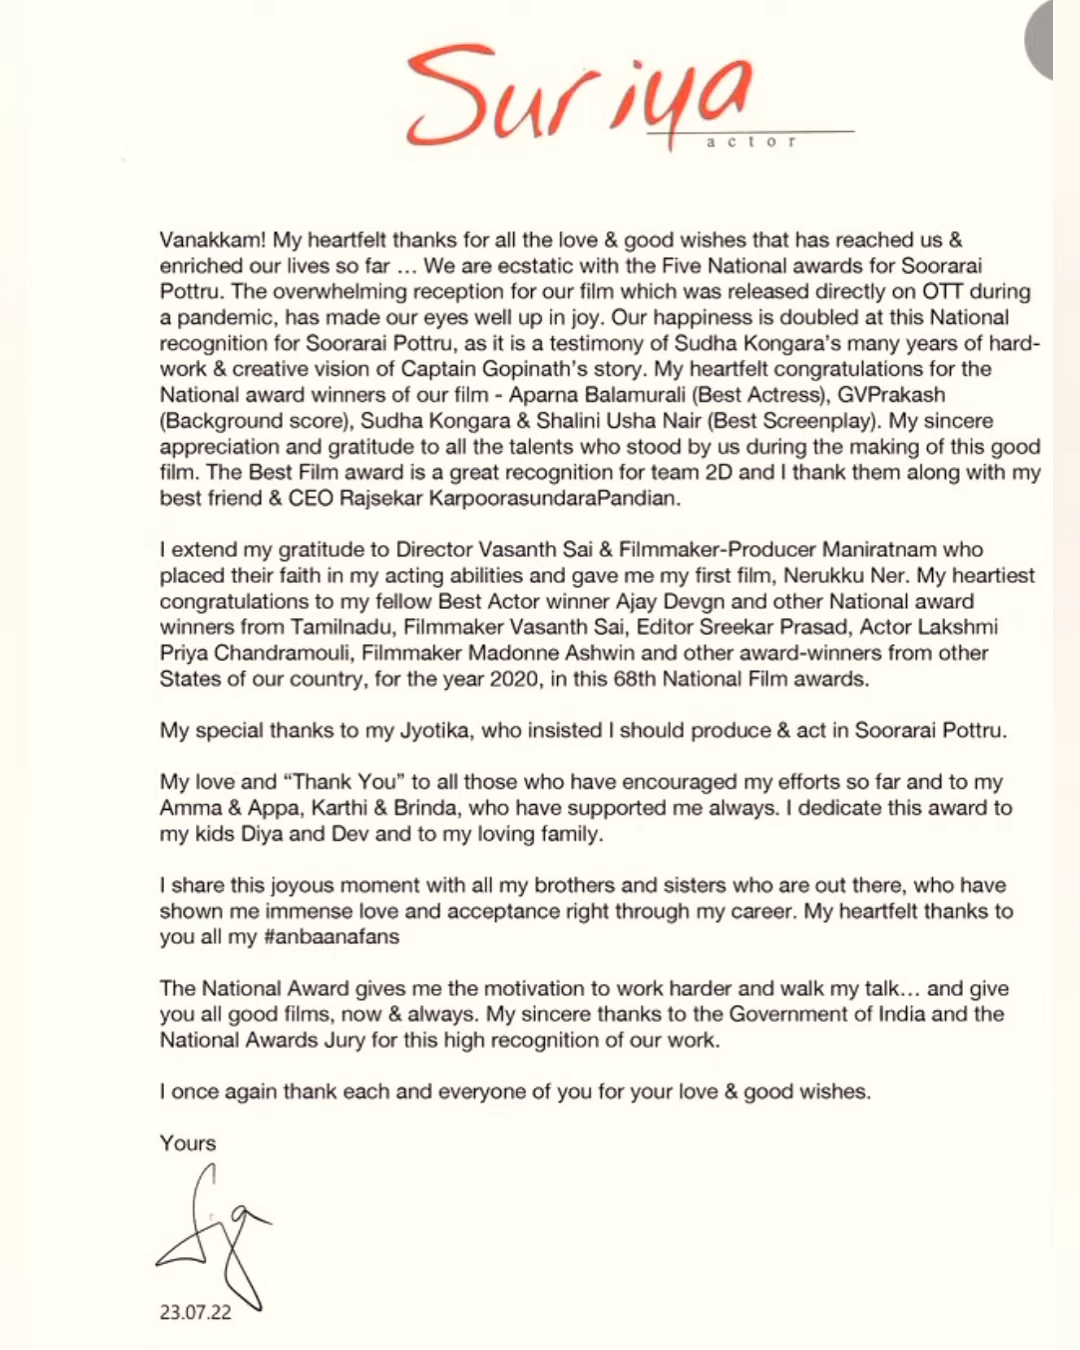 Suriya
actor
Vanakkam! My heartfelt thanks for all the love & good wishes that has reached us &
enriched our lives so far ... We are ecstatic with the Five National awards for Soorarai
Pottru. The overwhelming reception for our film which was released directly on OTT during
a pandemic, has made our eyes well up in joy. Our happiness is doubled at this National
recognition for Soorarai Pottru, as it is a testimony of Sudha Kongara's many years of hard-
work & creative vision of Captain Gopinath's story. My heartfelt congratulations for the
National award winners of our film - Aparna Balamurali (Best Actress), GVPrakash
(Background score), Sudha Kongara & Shalini Usha Nair (Best Screenplay). My sincere
appreciation and gratitude to all the talents who stood by us during the making of this good
film. The Best Film award is a great recognition for team 2D and I thank them along with my
best friend & CEO Rajsekar KarpoorasundaraPandian.
I extend my gratitude to Director Vasanth Sai & Filmmaker-Producer Maniratnam who
placed their faith in my acting abilities and gave me my first film, Nerukku Ner. My heartiest
congratulations to my fellow Best Actor winner Ajay Devgn and other National award
winners from Tamilnadu, Filmmaker Vasanth Sai, Editor Sreekar Prasad, Actor Lakshmi
Priya Chandramouli, Filmmaker Madonne Ashwin and other award-winners from other
States of our country, for the year 2020, in this 68th National Film awards.
My special thanks to my Jyotika, who insisted I should produce & act in Soorarai Pottru.
My love and “Thank You” to all those who have encouraged my efforts so far and to my
Amma & Appa, Karthi & Brinda, who have supported me always. I dedicate this award to
my kids Diya and Dev and to my loving family.
I share this joyous moment with all my brothers and sisters who are out there, who have
shown me immense love and acceptance right through my career. My heartfelt thanks to
you all my #anbaanafans
The National Award gives me the motivation to work harder and walk my talk... and give
you all good films, now & always. My sincere thanks to the Government of India and the
National Awards Jury for this high recognition of our work.
I once again thank each and everyone of you for your love & good wishes.
Yours
23.07.22